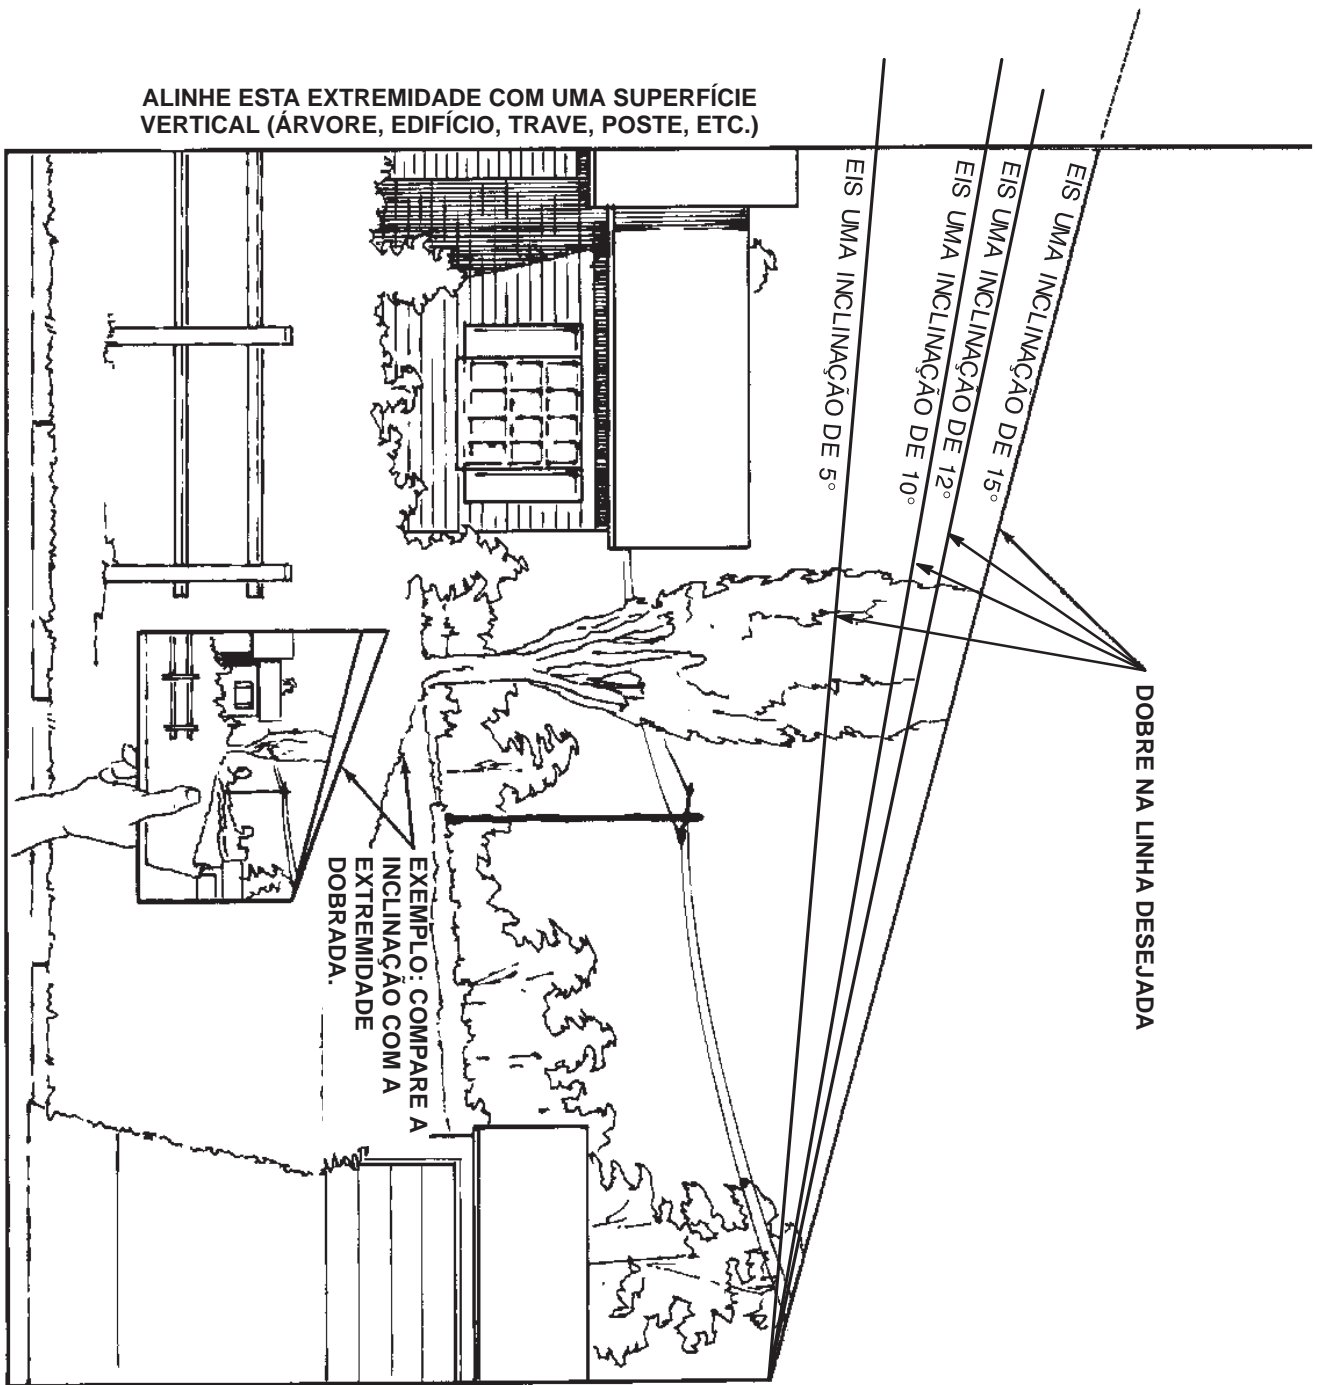 ALINHE ESTA EXTREMIDADE COM UMA SUPERFÍCIE
VERTICAL (ÁRVORE, EDIFÍCIO, TRAVE, POSTE, ETC.)
EIS UMA INCLINAÇÃO DE 15°
EIS UMA INCLINAÇÃO DE 12°
EIS UMA INCLINAÇÃO DE 10°
EIS UMA INCLINAÇÃO DE 5°
DOBRE NA LINHA DESEJADA
EXEMPLO: COMPARE A
INCLINAÇÃO COM A
EXTREMIDADE
DOBRADA.